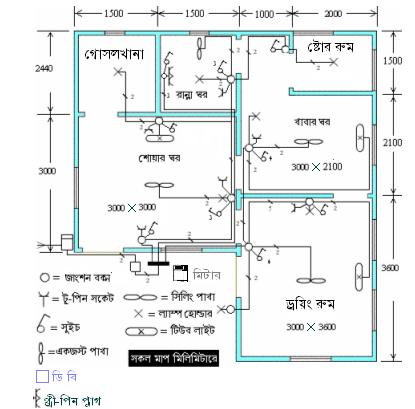 1500
1500
1000
2000
গোসলখানা
ষ্টোর রুম
2440
1500
রান্না ঘর
খাবার ঘর
শোয়ার ঘর
2100
3000 × 2100
3000
3000 × 3000
3600
মিটার
ড্রয়িং রুম
3000 × 3600
= জাংশন বক্স
= টু-পিন সকেট
= সুইচ
= একজস্ট পাখা
= সিলিং পাখা
= ল্যাম্প হোল্ডার
= টিউব লাইট
সকল মাপ মিলিমিটারে
ডি বি
থ্রী-পিন প্লাগ